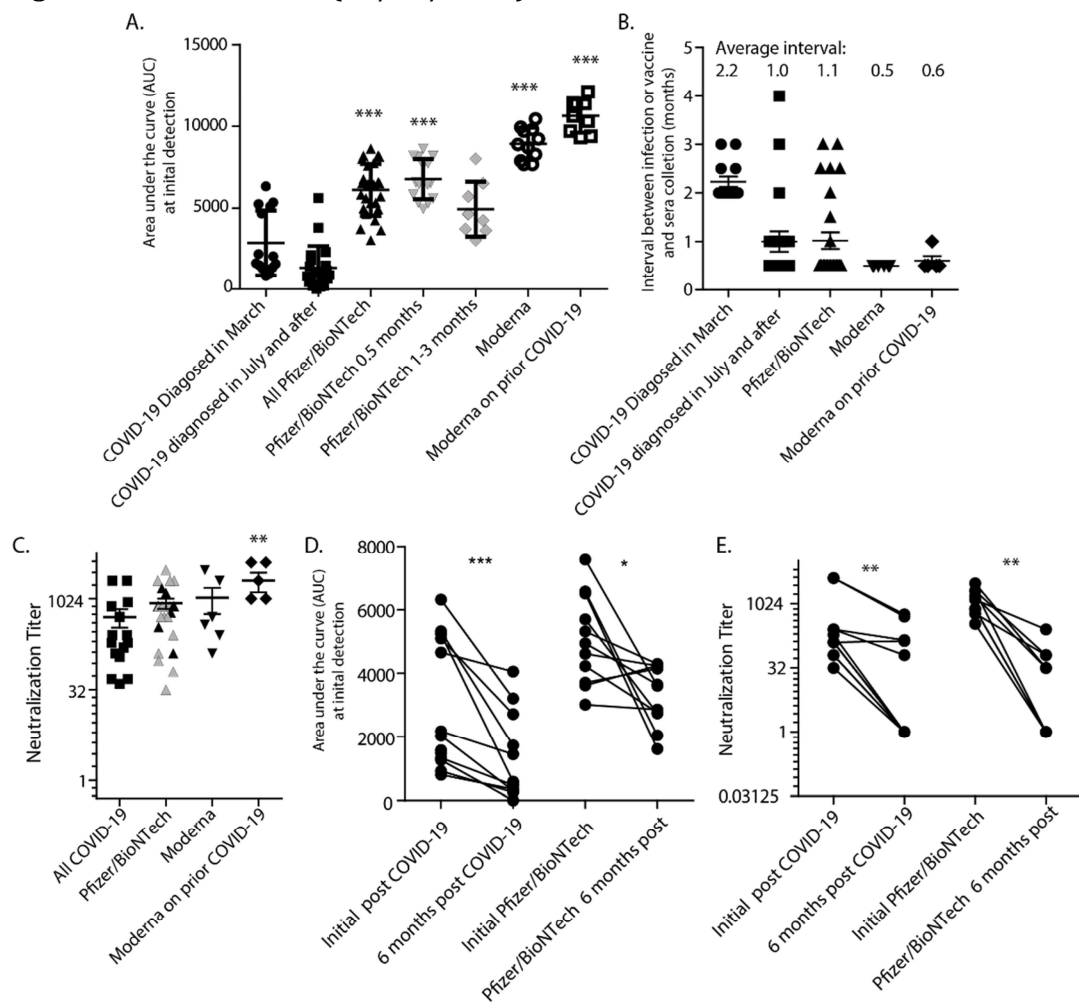 A.
Area under the curve (AUC)
at inital detection
15000
10000
5000
0
***
***
***
***
COVID-19 Diagosed in March
COVID-19 diagnosed in July and after
All Pfizer/BioNTech
Pfizer/BioNTech 0.5 months
Pfizer/BioNTech 1-3 months
Moderna
Moderna on prior COVID-19
B.
Interval between infection or vaccine
and sera colletion (months)
5
4
3
2
1
0
Average interval:
2.2 1.0 1.1 0.5 0.6
COVID-19 Diagosed in March
COVID-19 diagnosed in July and after
Pfizer/BioNTech
Moderna
Moderna on prior COVID-19
C.
Neutralization Titer
1024
32
1
**
All COVID-19
Pfizer/BioNTech
Moderna
Moderna on prior COVID-19
D.
Area under the curve (AUC)
at inital detection
8000
6000
4000
2000
0
***
*
Initial post COVID-19
6 months post COVID-19
Initial Pfizer/BioNTech
Pfizer/BioNTech 6 months post
E.
Neutralization Titer
1024
32
1
0.03125
**
**
Initial post COVID-19
6 months post COVID-19
Initial Pfizer/BioNTech
Pfizer/BioNTech 6 months post